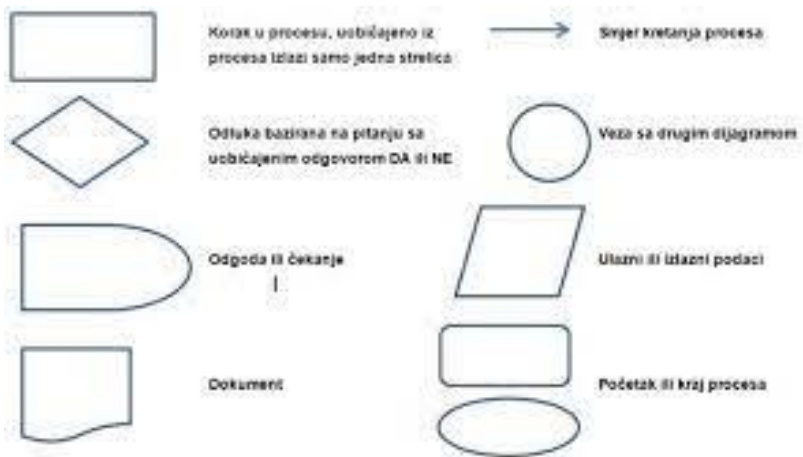 Korak u procesu, uobičajeno iz
procesa izlazi samo jedna strelica
Smjer kretanja procesa
Odluka bazirana na pitanju sa
uobičajenim odgovorom DA ili NE
Veza sa drugim dijagramom
Odgoda ili čekanje
Ulazni ili izlazni podaci
Dokument
Početak ili kraj procesa